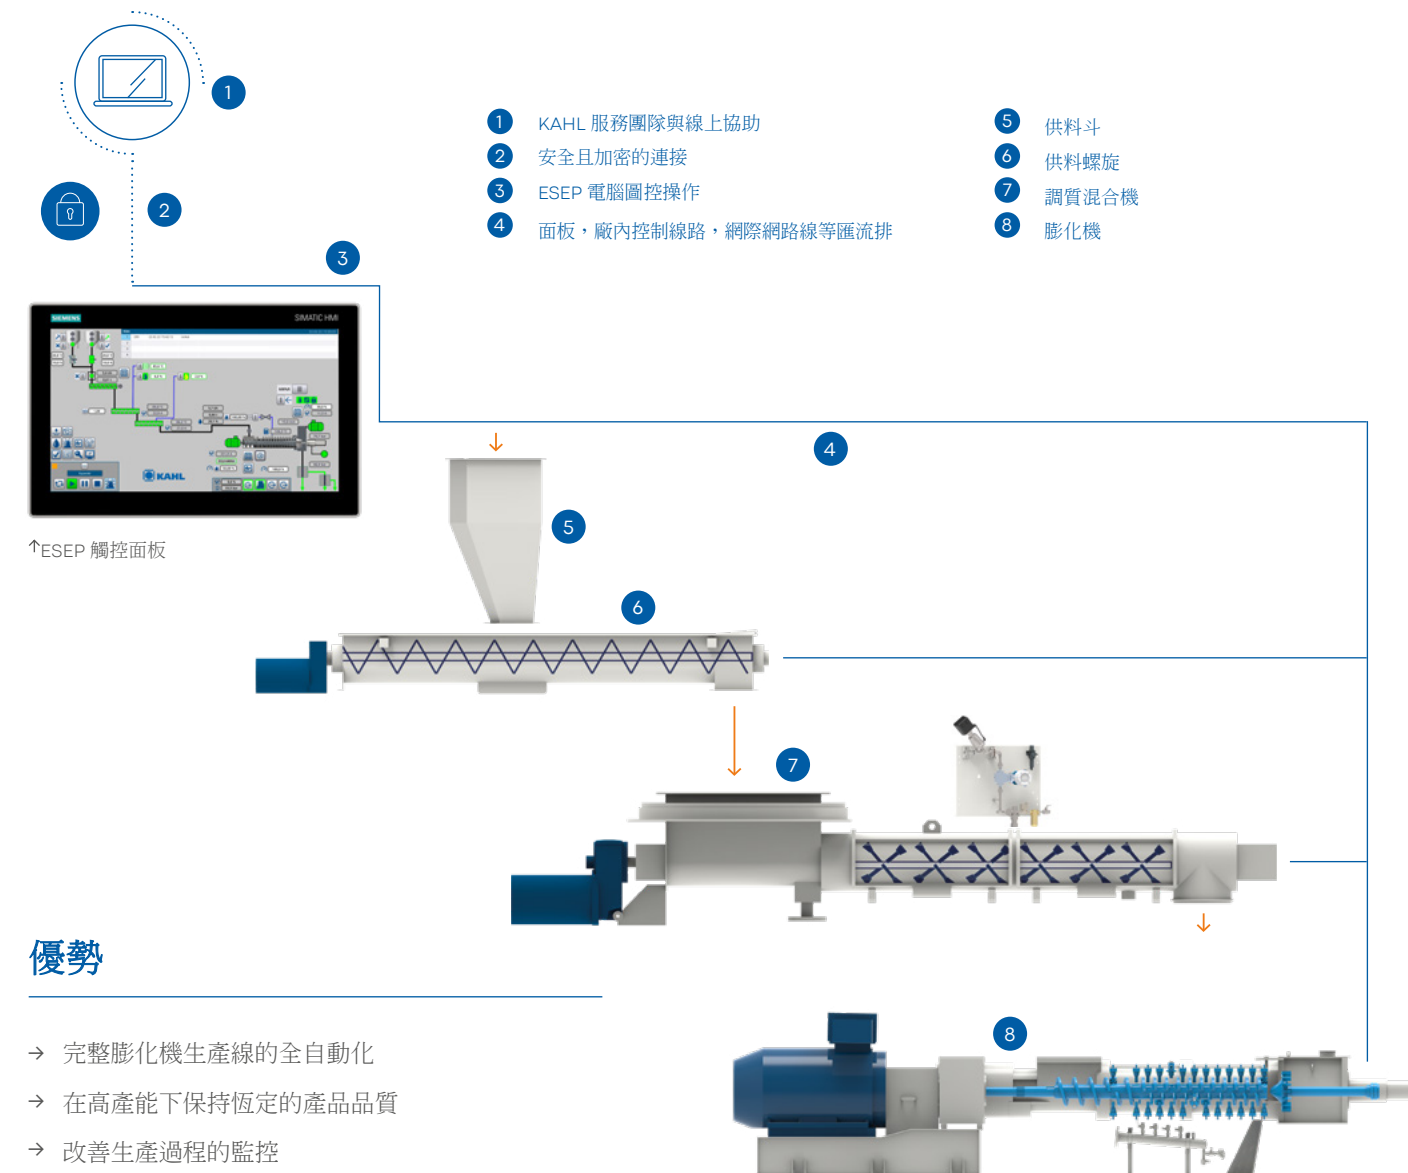 1
1 KAHL 服務團隊與線上協助
2 安全且加密的連接
3 ESEP 電腦圖控操作
4 面板，廠內控制線路，網際網路線等匯流排
5 供料斗
6 供料螺旋
7 調質混合機
8 膨化機
2
3
SIEMENS
SIMATIC HMI
KAHL
4
5
↑ESEP 觸控面板
6
7
優勢
8
→ 完整膨化機生產線的全自動化
→ 在高產能下保持恆定的產品品質
→ 改善生產過程的監控